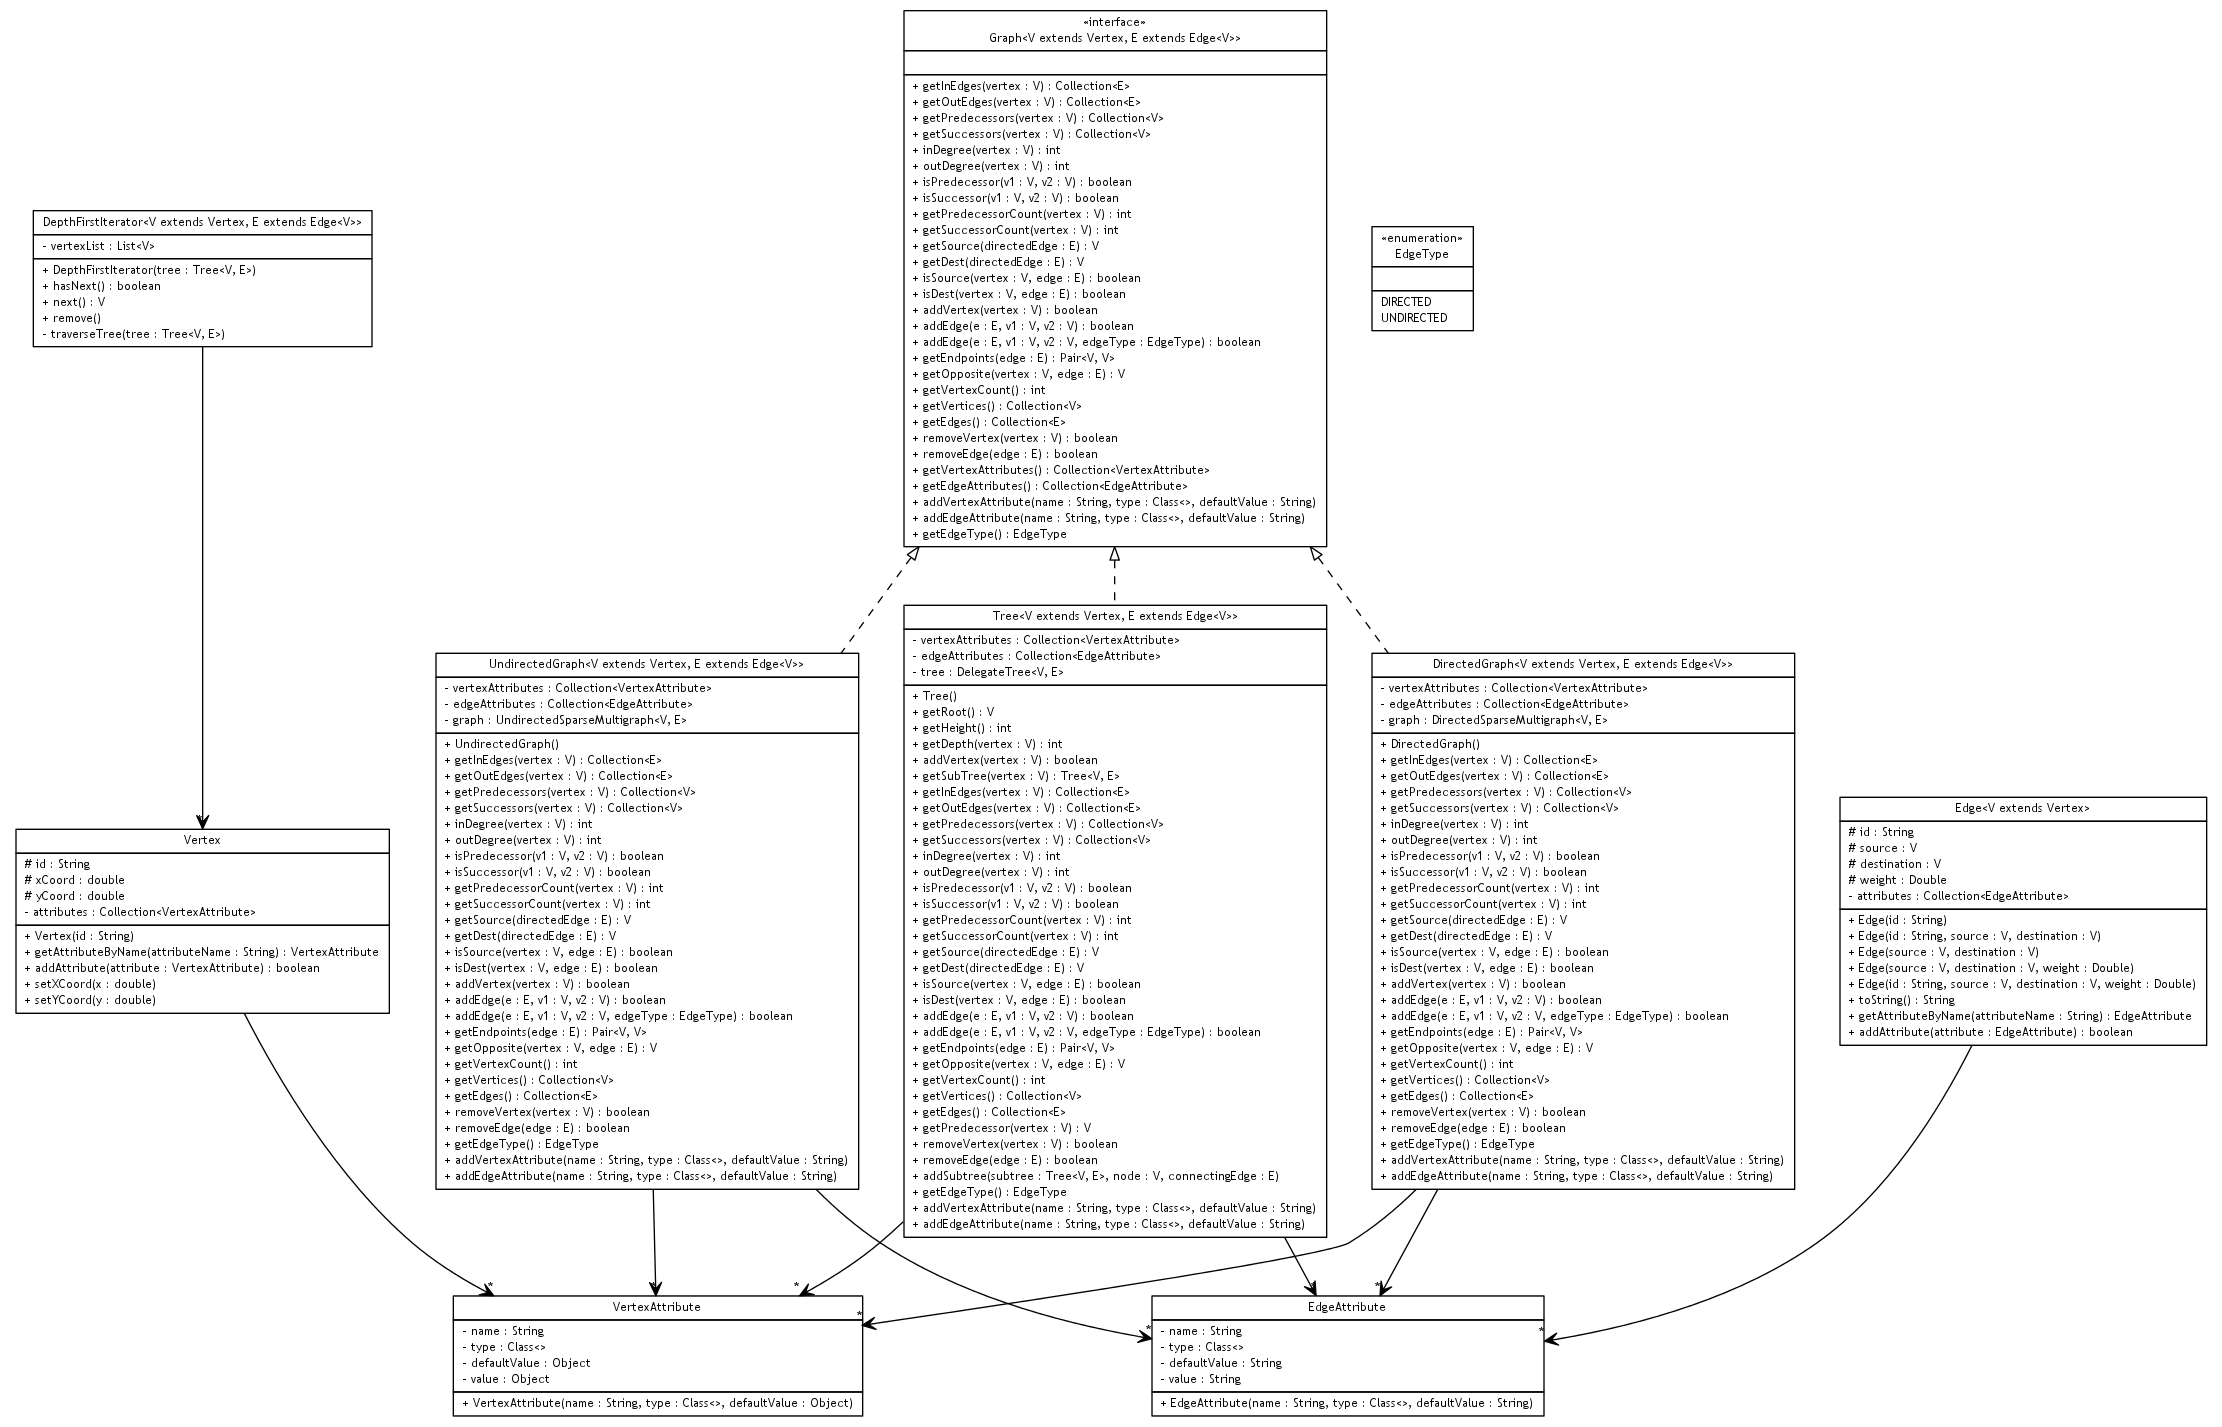 «interface»
Graph<V extends Vertex, E extends Edge<V>>
+ getInEdges(vertex : V) : Collection<E>
+ getOutEdges(vertex : V) : Collection<E>
+ getPredecessors(vertex : V) : Collection<V>
+ getSuccessors(vertex : V) : Collection<V>
+ inDegree(vertex : V) : int
+ outDegree(vertex : V) : int
+ isPredecessor(v1 : V, v2 : V) : boolean
+ isSuccessor(v1 : V, v2 : V) : boolean
+ getPredecessorCount(vertex : V) : int
+ getSuccessorCount(vertex : V) : int
+ getSource(directedEdge : E) : V
+ getDest(directedEdge : E) : V
+ isSource(vertex : V, edge : E) : boolean
+ isDest(vertex : V, edge : E) : boolean
+ addVertex(vertex : V) : boolean
+ addEdge(e : E, v1 : V, v2 : V) : boolean
+ addEdge(e : E, v1 : V, v2 : V, edgeType : EdgeType) : boolean
+ getEndpoints(edge : E) : Pair<V, V>
+ getOpposite(vertex : V, edge : E) : V
+ getVertexCount() : int
+ getVertices() : Collection<V>
+ getEdges() : Collection<E>
+ removeVertex(vertex : V) : boolean
+ removeEdge(edge : E) : boolean
+ getVertexAttributes() : Collection<VertexAttribute>
+ getEdgeAttributes() : Collection<EdgeAttribute>
+ addVertexAttribute(name : String, type : Class<>, defaultValue : String)
+ addEdgeAttribute(name : String, type : Class<>, defaultValue : String)
+ getEdgeType() : EdgeType
DepthFirstIterator<V extends Vertex, E extends Edge<V>>
- vertexList : List<V>
+ DepthFirstIterator(tree : Tree<V, E>)
+ hasNext() : boolean
+ next() : V
+ remove()
- traverseTree(tree : Tree<V, E>)
«enumeration»
EdgeType
DIRECTED
UNDIRECTED
Vertex
# id : String
# xCoord : double
# yCoord : double
- attributes : Collection<VertexAttribute>
+ Vertex(id : String)
+ getAttributeByName(attributeName : String) : VertexAttribute
+ addAttribute(attribute : VertexAttribute) : boolean
+ setXCoord(x : double)
+ setYCoord(y : double)
UndirectedGraph<V extends Vertex, E extends Edge<V>>
- vertexAttributes : Collection<VertexAttribute>
- edgeAttributes : Collection<EdgeAttribute>
- graph : UndirectedSparseMultigraph<V, E>
+ UndirectedGraph()
+ getInEdges(vertex : V) : Collection<E>
+ getOutEdges(vertex : V) : Collection<E>
+ getPredecessors(vertex : V) : Collection<V>
+ getSuccessors(vertex : V) : Collection<V>
+ inDegree(vertex : V) : int
+ outDegree(vertex : V) : int
+ isPredecessor(v1 : V, v2 : V) : boolean
+ isSuccessor(v1 : V, v2 : V) : boolean
+ getPredecessorCount(vertex : V) : int
+ getSuccessorCount(vertex : V) : int
+ getSource(directedEdge : E) : V
+ getDest(directedEdge : E) : V
+ isSource(vertex : V, edge : E) : boolean
+ isDest(vertex : V, edge : E) : boolean
+ addVertex(vertex : V) : boolean
+ addEdge(e : E, v1 : V, v2 : V) : boolean
+ addEdge(e : E, v1 : V, v2 : V, edgeType : EdgeType) : boolean
+ getEndpoints(edge : E) : Pair<V, V>
+ getOpposite(vertex : V, edge : E) : V
+ getVertexCount() : int
+ getVertices() : Collection<V>
+ getEdges() : Collection<E>
+ removeVertex(vertex : V) : boolean
+ removeEdge(edge : E) : boolean
+ getEdgeType() : EdgeType
+ addVertexAttribute(name : String, type : Class<>, defaultValue : String)
+ addEdgeAttribute(name : String, type : Class<>, defaultValue : String)
Tree<V extends Vertex, E extends Edge<V>>
- vertexAttributes : Collection<VertexAttribute>
- edgeAttributes : Collection<EdgeAttribute>
- tree : DelegateTree<V, E>
+ Tree()
+ getRoot() : V
+ getHeight() : int
+ getDepth(vertex : V) : int
+ addVertex(vertex : V) : boolean
+ getSubTree(vertex : V) : Tree<V, E>
+ getInEdges(vertex : V) : Collection<E>
+ getOutEdges(vertex : V) : Collection<E>
+ getPredecessors(vertex : V) : Collection<V>
+ getSuccessors(vertex : V) : Collection<V>
+ inDegree(vertex : V) : int
+ outDegree(vertex : V) : int
+ isPredecessor(v1 : V, v2 : V) : boolean
+ isSuccessor(v1 : V, v2 : V) : boolean
+ getPredecessorCount(vertex : V) : int
+ getSuccessorCount(vertex : V) : int
+ getSource(directedEdge : E) : V
+ getDest(directedEdge : E) : V
+ isSource(vertex : V, edge : E) : boolean
+ isDest(vertex : V, edge : E) : boolean
+ addEdge(e : E, v1 : V, v2 : V) : boolean
+ addEdge(e : E, v1 : V, v2 : V, edgeType : EdgeType) : boolean
+ getEndpoints(edge : E) : Pair<V, V>
+ getOpposite(vertex : V, edge : E) : V
+ getVertexCount() : int
+ getVertices() : Collection<V>
+ getEdges() : Collection<E>
+ getPredecessor(vertex : V) : V
+ removeVertex(vertex : V) : boolean
+ removeEdge(edge : E) : boolean
+ addSubtree(subtree : Tree<V, E>, node : V, connectingEdge : E)
+ getEdgeType() : EdgeType
+ addVertexAttribute(name : String, type : Class<>, defaultValue : String)
+ addEdgeAttribute(name : String, type : Class<>, defaultValue : String)
DirectedGraph<V extends Vertex, E extends Edge<V>>
- vertexAttributes : Collection<VertexAttribute>
- edgeAttributes : Collection<EdgeAttribute>
- graph : DirectedSparseMultigraph<V, E>
+ DirectedGraph()
+ getInEdges(vertex : V) : Collection<E>
+ getOutEdges(vertex : V) : Collection<E>
+ getPredecessors(vertex : V) : Collection<V>
+ getSuccessors(vertex : V) : Collection<V>
+ inDegree(vertex : V) : int
+ outDegree(vertex : V) : int
+ isPredecessor(v1 : V, v2 : V) : boolean
+ isSuccessor(v1 : V, v2 : V) : boolean
+ getPredecessorCount(vertex : V) : int
+ getSuccessorCount(vertex : V) : int
+ getSource(directedEdge : E) : V
+ getDest(directedEdge : E) : V
+ isSource(vertex : V, edge : E) : boolean
+ isDest(vertex : V, edge : E) : boolean
+ addVertex(vertex : V) : boolean
+ addEdge(e : E, v1 : V, v2 : V) : boolean
+ addEdge(e : E, v1 : V, v2 : V, edgeType : EdgeType) : boolean
+ getEndpoints(edge : E) : Pair<V, V>
+ getOpposite(vertex : V, edge : E) : V
+ getVertexCount() : int
+ getVertices() : Collection<V>
+ getEdges() : Collection<E>
+ removeVertex(vertex : V) : boolean
+ removeEdge(edge : E) : boolean
+ getEdgeType() : EdgeType
+ addVertexAttribute(name : String, type : Class<>, defaultValue : String)
+ addEdgeAttribute(name : String, type : Class<>, defaultValue : String)
Edge<V extends Vertex>
# id : String
# source : V
# destination : V
# weight : Double
- attributes : Collection<EdgeAttribute>
+ Edge(id : String)
+ Edge(id : String, source : V, destination : V)
+ Edge(source : V, destination : V)
+ Edge(source : V, destination : V, weight : Double)
+ Edge(id : String, source : V, destination : V, weight : Double)
+ toString() : String
+ getAttributeByName(attributeName : String) : EdgeAttribute
+ addAttribute(attribute : EdgeAttribute) : boolean
*
*
*
*
*
*
VertexAttribute
- name : String
- type : Class<>
- defaultValue : Object
- value : Object
+ VertexAttribute(name : String, type : Class<>, defaultValue : Object)
EdgeAttribute
- name : String
- type : Class<>
- defaultValue : String
- value : String
+ EdgeAttribute(name : String, type : Class<>, defaultValue : String)